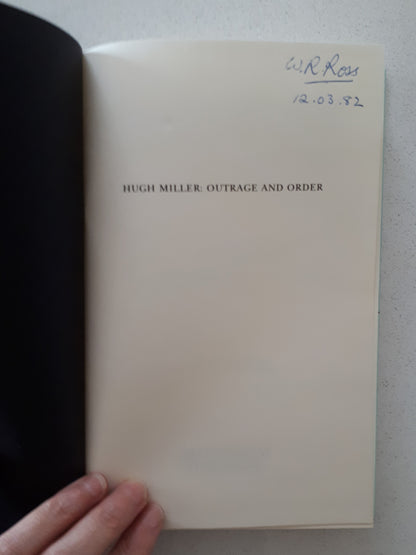 W.R Ross
12.03.82
HUGH MILLER: OUTRAGE AND ORDER